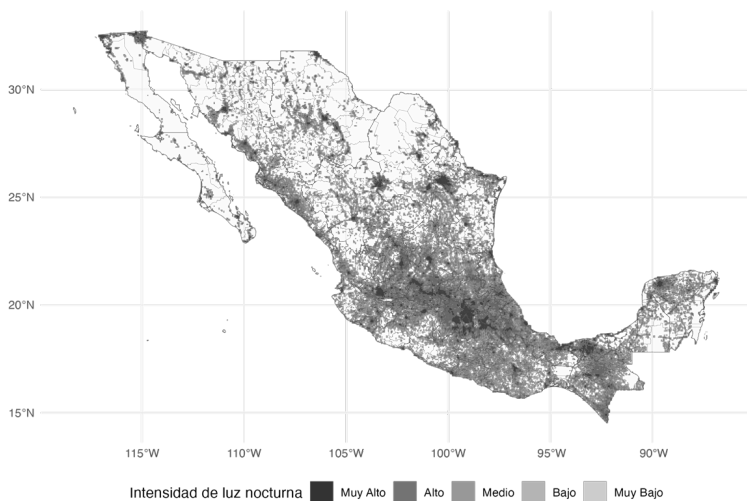 30°N
25°N
20°N
15°N
115°W 110°W 105°W 100°W 95°W 90°W
Intensidad de luz nocturna Muy Alto Alto Medio Bajo Muy Bajo